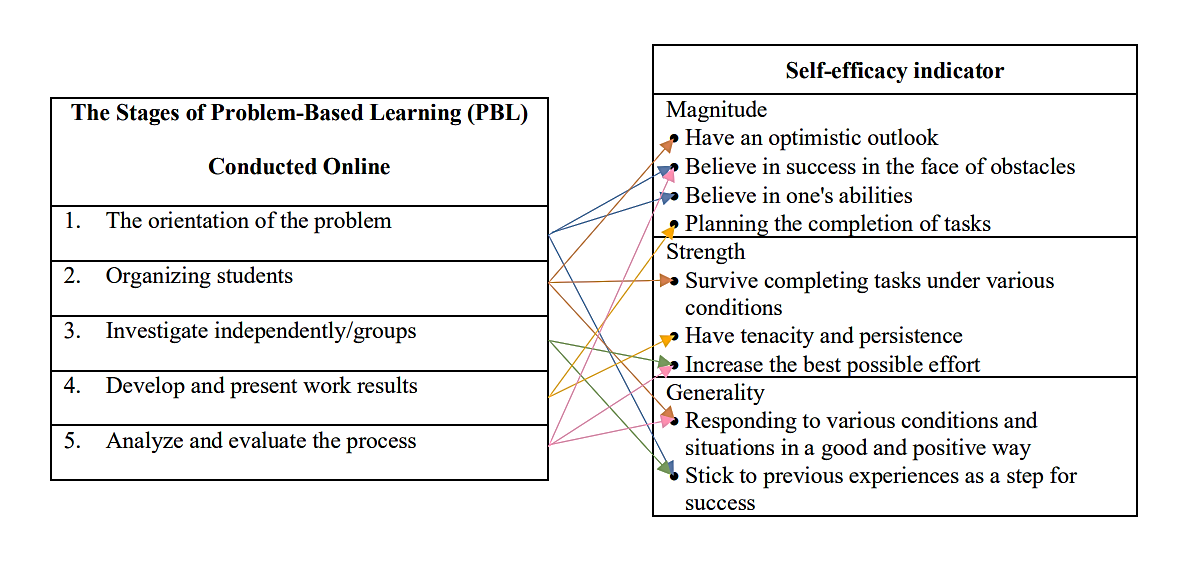 The Stages of Problem-Based Learning (PBL)
Conducted Online
1. The orientation of the problem
2. Organizing students
3. Investigate independently/groups
4. Develop and present work results
5. Analyze and evaluate the process
Self-efficacy indicator
Magnitude
• Have an optimistic outlook
• Believe in success in the face of obstacles
• Believe in one's abilities
• Planning the completion of tasks
Strength
• Survive completing tasks under various
conditions
• Have tenacity and persistence
• Increase the best possible effort
Generality
• Responding to various conditions and
situations in a good and positive way
• Stick to previous experiences as a step for
success